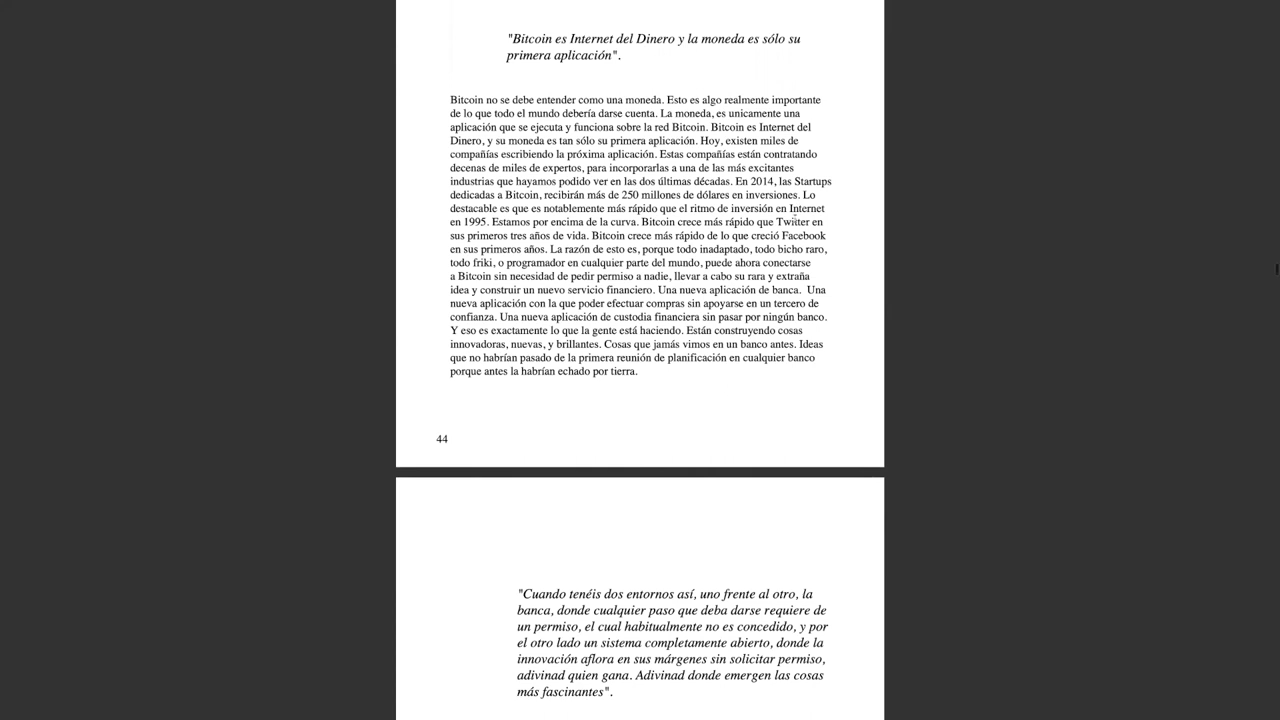 "Bitcoin es Internet del Dinero y la moneda es sólo su
primera aplicación".
Bitcoin no se debe entender como una moneda. Esto es algo realmente importante
de lo que todo el mundo debería darse cuenta. La moneda, es unicamente una
aplicación que se ejecuta y funciona sobre la red Bitcoin. Bitcoin es Internet del
Dinero, y su moneda es tan sólo su primera aplicación. Hoy, existen miles de
compañías escribiendo la próxima aplicación. Estas compañías están contratando
decenas de miles de expertos, para incorporarlas a una de las más excitantes
industrias que hayamos podido ver en las dos últimas décadas. En 2014, las Startups
dedicadas a Bitcoin, recibirán más de 250 millones de dólares en inversiones. Lo
destacable es que es notablemente más rápido que el ritmo de inversión en Internet
en 1995. Estamos por encima de la curva. Bitcoin crece más rápido que Twitter en
sus primeros tres años de vida. Bitcoin crece más rápido de lo que creció Facebook
en sus primeros años. La razón de esto es, porque todo inadaptado, todo bicho raro,
todo friki, o programador en cualquier parte del mundo, puede ahora conectarse
a Bitcoin sin necesidad de pedir permiso a nadie, llevar a cabo su rara y extraña
idea y construir un nuevo servicio financiero. Una nueva aplicación de banca. Una
nueva aplicación con la que poder efectuar compras sin apoyarse en un tercero de
confianza. Una nueva aplicación de custodia financiera sin pasar por ningún banco.
Y eso es exactamente lo que la gente está haciendo. Están construyendo cosas
innovadoras, nuevas, y brillantes. Cosas que jamás vimos en un banco antes. Ideas
que no habrían pasado de la primera reunión de planificación en cualquier banco
porque antes la habrían echado por tierra.
44
"Cuando tenéis dos entornos así, uno frente al otro, la
banca, donde cualquier paso que deba darse requiere de
un permiso, el cual habitualmente no es concedido, y por
el otro lado un sistema completamente abierto, donde la
innovación aflora en sus márgenes sin solicitar permiso,
adivinad quien gana. Adivinad donde emergen las cosas
más fascinantes".